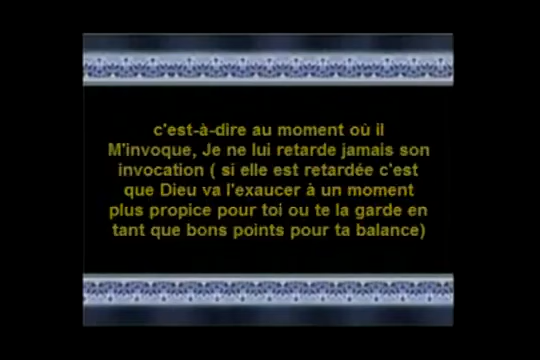 c'est-à-dire au moment où il
M'invoque, Je ne lui retarde jamais son
invocation ( si elle est retardée c'est
que Dieu va l'exaucer à un moment
plus propice pour toi ou te la garde en
tant que bons points pour ta balance)